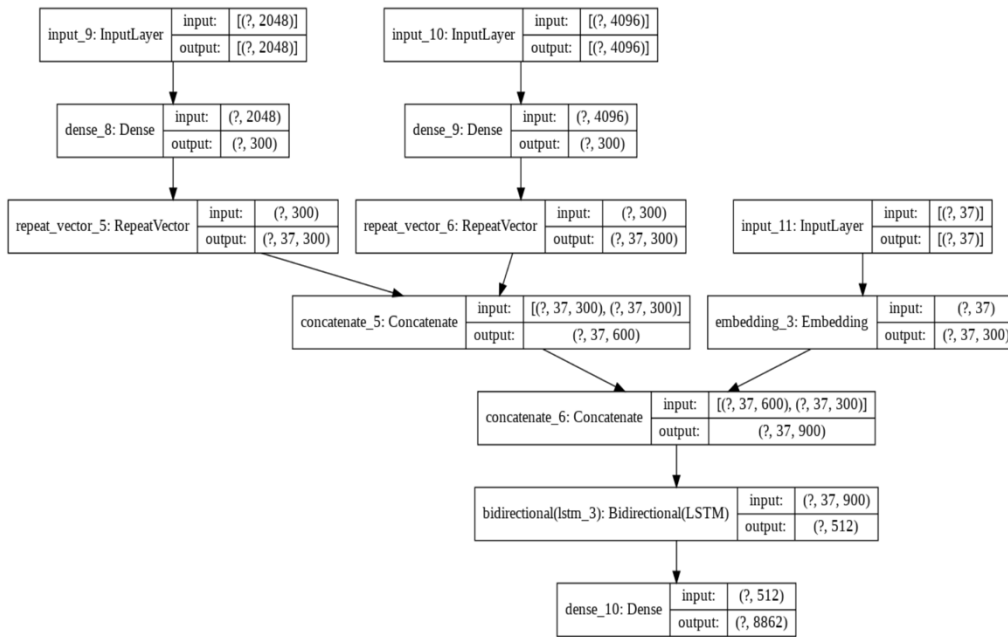 input_9: InputLayer input: [(?, 2048)]
output: [(?, 2048)]
input_10: InputLayer input: [(?, 4096)]
output: [(?, 4096)]
dense_8: Dense input: (?, 2048)
output: (?, 300)
dense_9: Dense input: (?, 4096)
output: (?, 300)
repeat_vector_5: RepeatVector input: (?, 300)
output: (?, 37, 300)
repeat_vector_6: RepeatVector input: (?, 300)
output: (?, 37, 300)
input_11: InputLayer input: [(?, 37)]
output: [(?, 37)]
concatenate_5: Concatenate input: [(?, 37, 300), (?, 37, 300)]
output: (?, 37, 600)
embedding_3: Embedding input: (?, 37)
output: (?, 37, 300)
concatenate_6: Concatenate input: [(?, 37, 600), (?, 37, 300)]
output: (?, 37, 900)
bidirectional(lstm_3): Bidirectional(LSTM) input: (?, 37, 900)
output: (?, 512)
dense_10: Dense input: (?, 512)
output: (?, 8862)